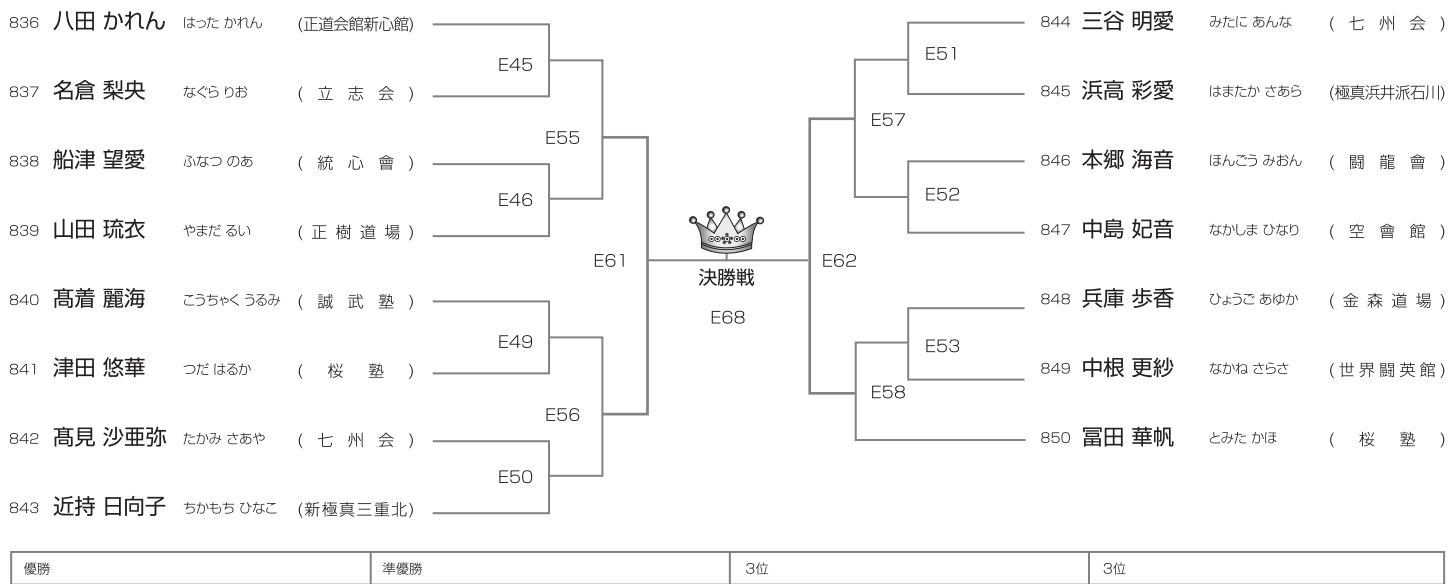 836 八田 かれん はった かれん (正道会館新心館)
E45
837 名倉 梨央 なぐら りお (立志会)
E55
838 船津 望愛 ふなつ のあ (統心會)
E46
839 山田 琉衣 やまだ るい (正樹道場)
E61
840 髙着 麗海 こうちゃく うるみ (誠武塾)
E49
841 津田 悠華 つだ はるか (桜塾)
E56
842 髙見 沙亜弥 たかみ さあや (七州会)
E50
843 近持 日向子 ちかもち ひなこ (新極真三重北)
決勝戦
E68
844 三谷 明愛 みたに あんな (七州会)
E51
845 浜高 彩愛 はまたか さあら (極真浜井派石川)
E57
846 本郷 海音 ほんごう みおん (闘龍會)
E52
847 中島 妃音 なかしま ひなり (空會館)
E62
848 兵庫 歩香 ひょうご あゆか (金森道場)
E53
849 中根 更紗 なかね さらさ (世界闘英館)
E58
850 冨田 華帆 とみた かほ (桜塾)
優勝 準優勝 3位 3位